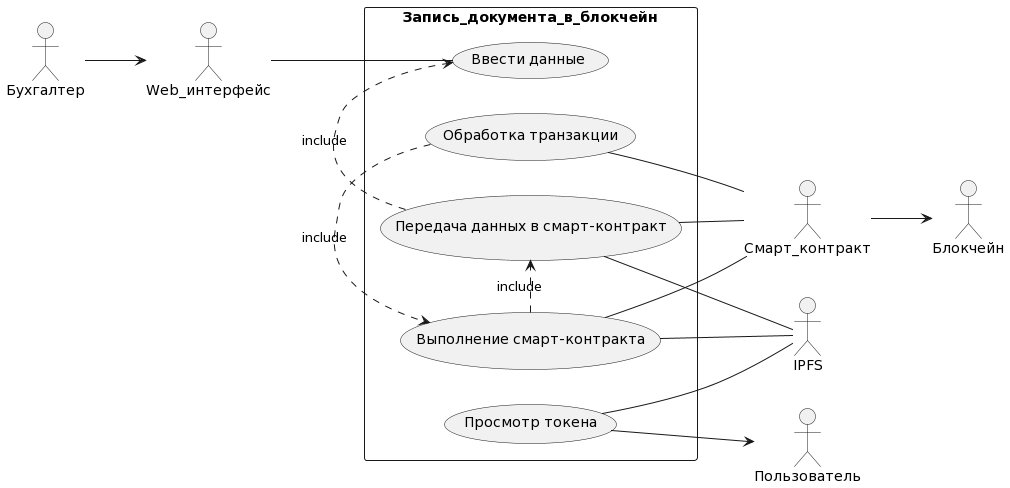 Запись_документа_в_блокчейн
Бухгалтер
Web_интерфейс
Ввести данные
include
Обработка транзакции
Передача данных в смарт-контракт
include
include
Выполнение смарт-контракта
Просмотр токена
Смарт_контракт
Блокчейн
IPFS
Пользователь